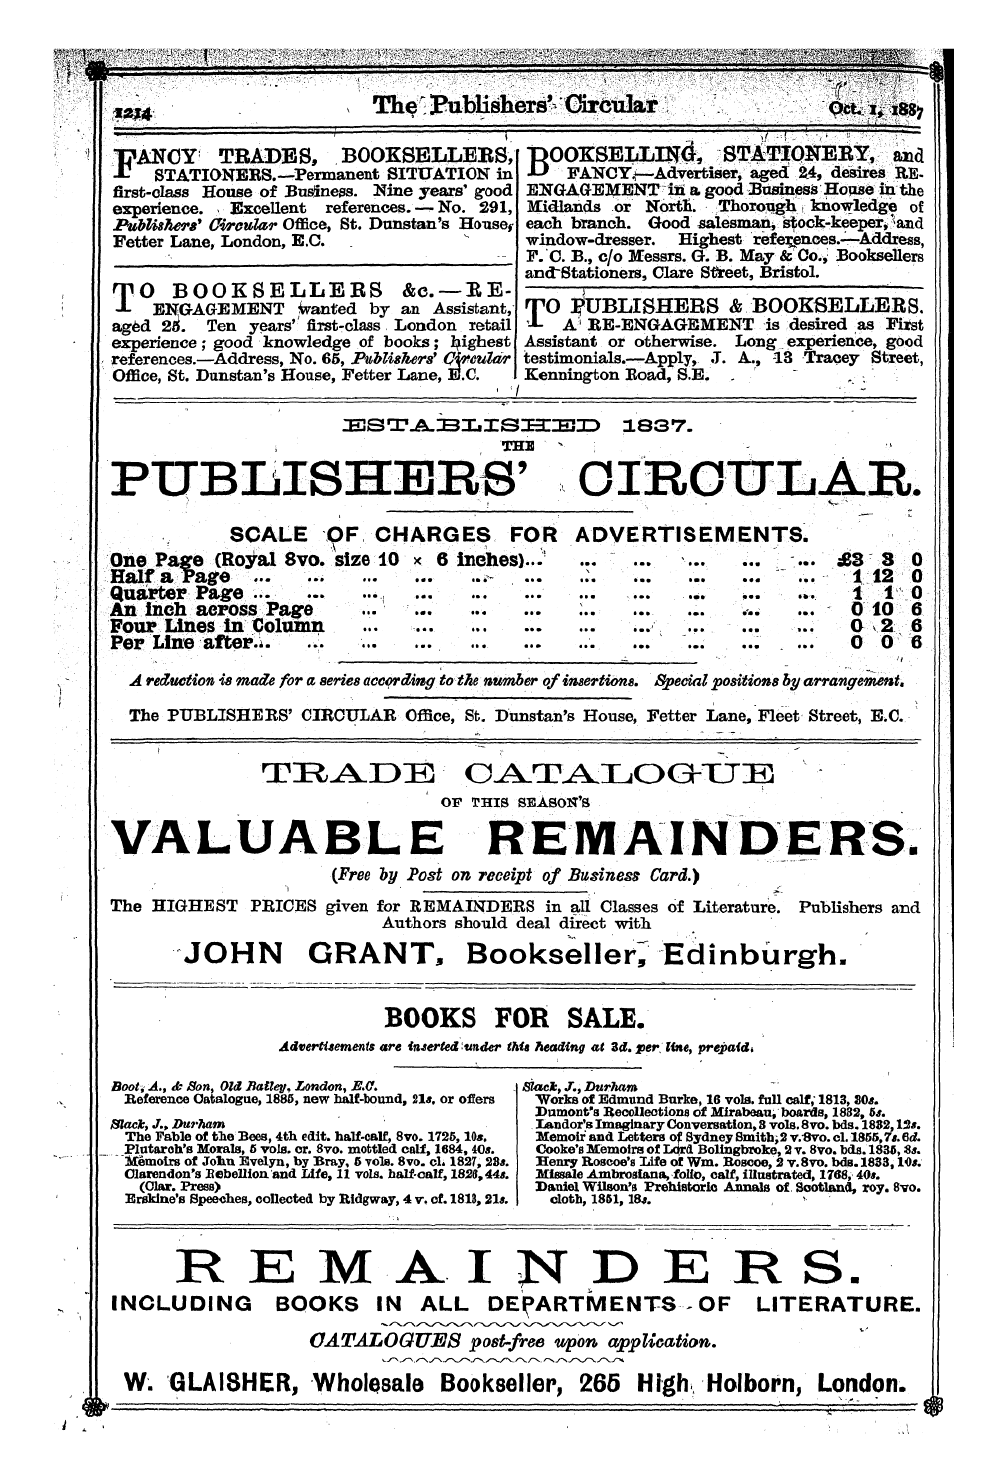 1214 The Publishers' Circular Oct. 1, 1887
FANCY TRADES, BOOKSELLERS,
STATIONERS.—Permanent SITUATION in
first-class House of Business. Nine years' good
experience. Excellent references.—No. 291,
Publishers' Circular Office, St. Dunstan's House,
Fetter Lane, London, E.C.
TO BOOKSELLERS &c.—RE-
ENGAGEMENT wanted by an Assistant,
aged 25. Ten years' first-class London retail
experience; good knowledge of books; highest
references.—Address, No. 65, Publishers' Circular
Office, St. Dunstan's House, Fetter Lane, E.C.
BOOKSELLING, STATIONERY, and
FANCY.—Advertiser, aged 24, desires RE-
ENGAGEMENT in a good Business House in the
Midlands or North. Thorough knowledge of
each branch. Good salesman, stock-keeper, and
window-dresser. Highest references.—Address,
F. C. B., c/o Messrs. G. B. May & Co., Booksellers
and Stationers, Clare Street, Bristol.
TO PUBLISHERS & BOOKSELLERS.
A RE-ENGAGEMENT is desired as First
Assistant or otherwise. Long experience, good
testimonials.—Apply, J. A., 13 Tracey Street,
Kennington Road, S.E.
ESTABLISHED 1837.
THE
PUBLISHERS' CIRCULAR.
SCALE OF CHARGES FOR ADVERTISEMENTS.
One Page (Royal 8vo. size 10 × 6 inches)... ... ... ... ... ... £3 3 0
Half a Page ... ... ... ... ... ... ... ... ... ... ... 1 12 0
Quarter Page ... ... ... ... ... ... ... ... ... ... ... 1 1 0
An inch across Page ... ... ... ... ... ... ... ... ... 0 10 6
Four Lines in Column ... ... ... ... ... ... ... ... ... 0 2 6
Per Line after... ... ... ... ... ... ... ... ... ... ... 0 0 6
A reduction is made for a series according to the number of insertions. Special positions by arrangement.
The PUBLISHERS' CIRCULAR Office, St. Dunstan's House, Fetter Lane, Fleet Street, E.C.
TRADE CATALOGUE
OF THIS SEASON'S
VALUABLE REMAINDERS.
(Free by Post on receipt of Business Card.)
The HIGHEST PRICES given for REMAINDERS in all Classes of Literature. Publishers and
Authors should deal direct with
JOHN GRANT, Bookseller, Edinburgh.
BOOKS FOR SALE.
Advertisements are inserted under this heading at 3d. per line, prepaid.
Boot, A., & Son, Old Bailey, London, E.C.
Reference Catalogue, 1885, new half-bound, 21s. or offers
Slack, J., Durham
The Fable of the Bees, 4th edit. half-calf, 8vo. 1725, 10s.
Plutarch's Morals, 5 vols. cr. 8vo. mottled calf, 1684, 40s.
Memoirs of John Evelyn, by Bray, 5 vols. 8vo. cl. 1827, 23s.
Clarendon's Rebellion and Life, 11 vols. half-calf, 1826, 44s.
(Clar. Press)
Erskine's Speeches, collected by Ridgway, 4 v. cf. 1813, 21s.
Slack, J., Durham
Works of Edmund Burke, 16 vols. full calf, 1813, 30s.
Dumont's Recollections of Mirabeau, boards, 1832, 5s.
Landor's Imaginary Conversation, 3 vols. 8vo. bds. 1832, 12s.
Memoir and Letters of Sydney Smith, 2 v. 8vo. cl. 1855, 7s. 6d.
Cooke's Memoirs of Lord Bolingbroke, 2 v. 8vo. bds. 1835, 8s.
Henry Roscoe's Life of Wm. Roscoe, 2 v. 8vo. bds. 1833, 10s.
Missale Ambrosiana, folio, calf, illustrated, 1768, 40s.
Daniel Wilson's Prehistoric Annals of Scotland, roy. 8vo.
cloth, 1851, 18s.
REMAINDERS.
INCLUDING BOOKS IN ALL DEPARTMENTS OF LITERATURE.
CATALOGUES post-free upon application.
W. GLAISHER, Wholesale Bookseller, 265 High Holborn, London.